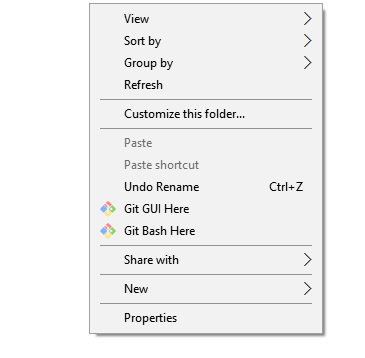 View
Sort by
Group by
Refresh
Customize this folder...
Paste
Paste shortcut
Undo Rename Ctrl+Z
Git GUI Here
Git Bash Here
Share with
New
Properties